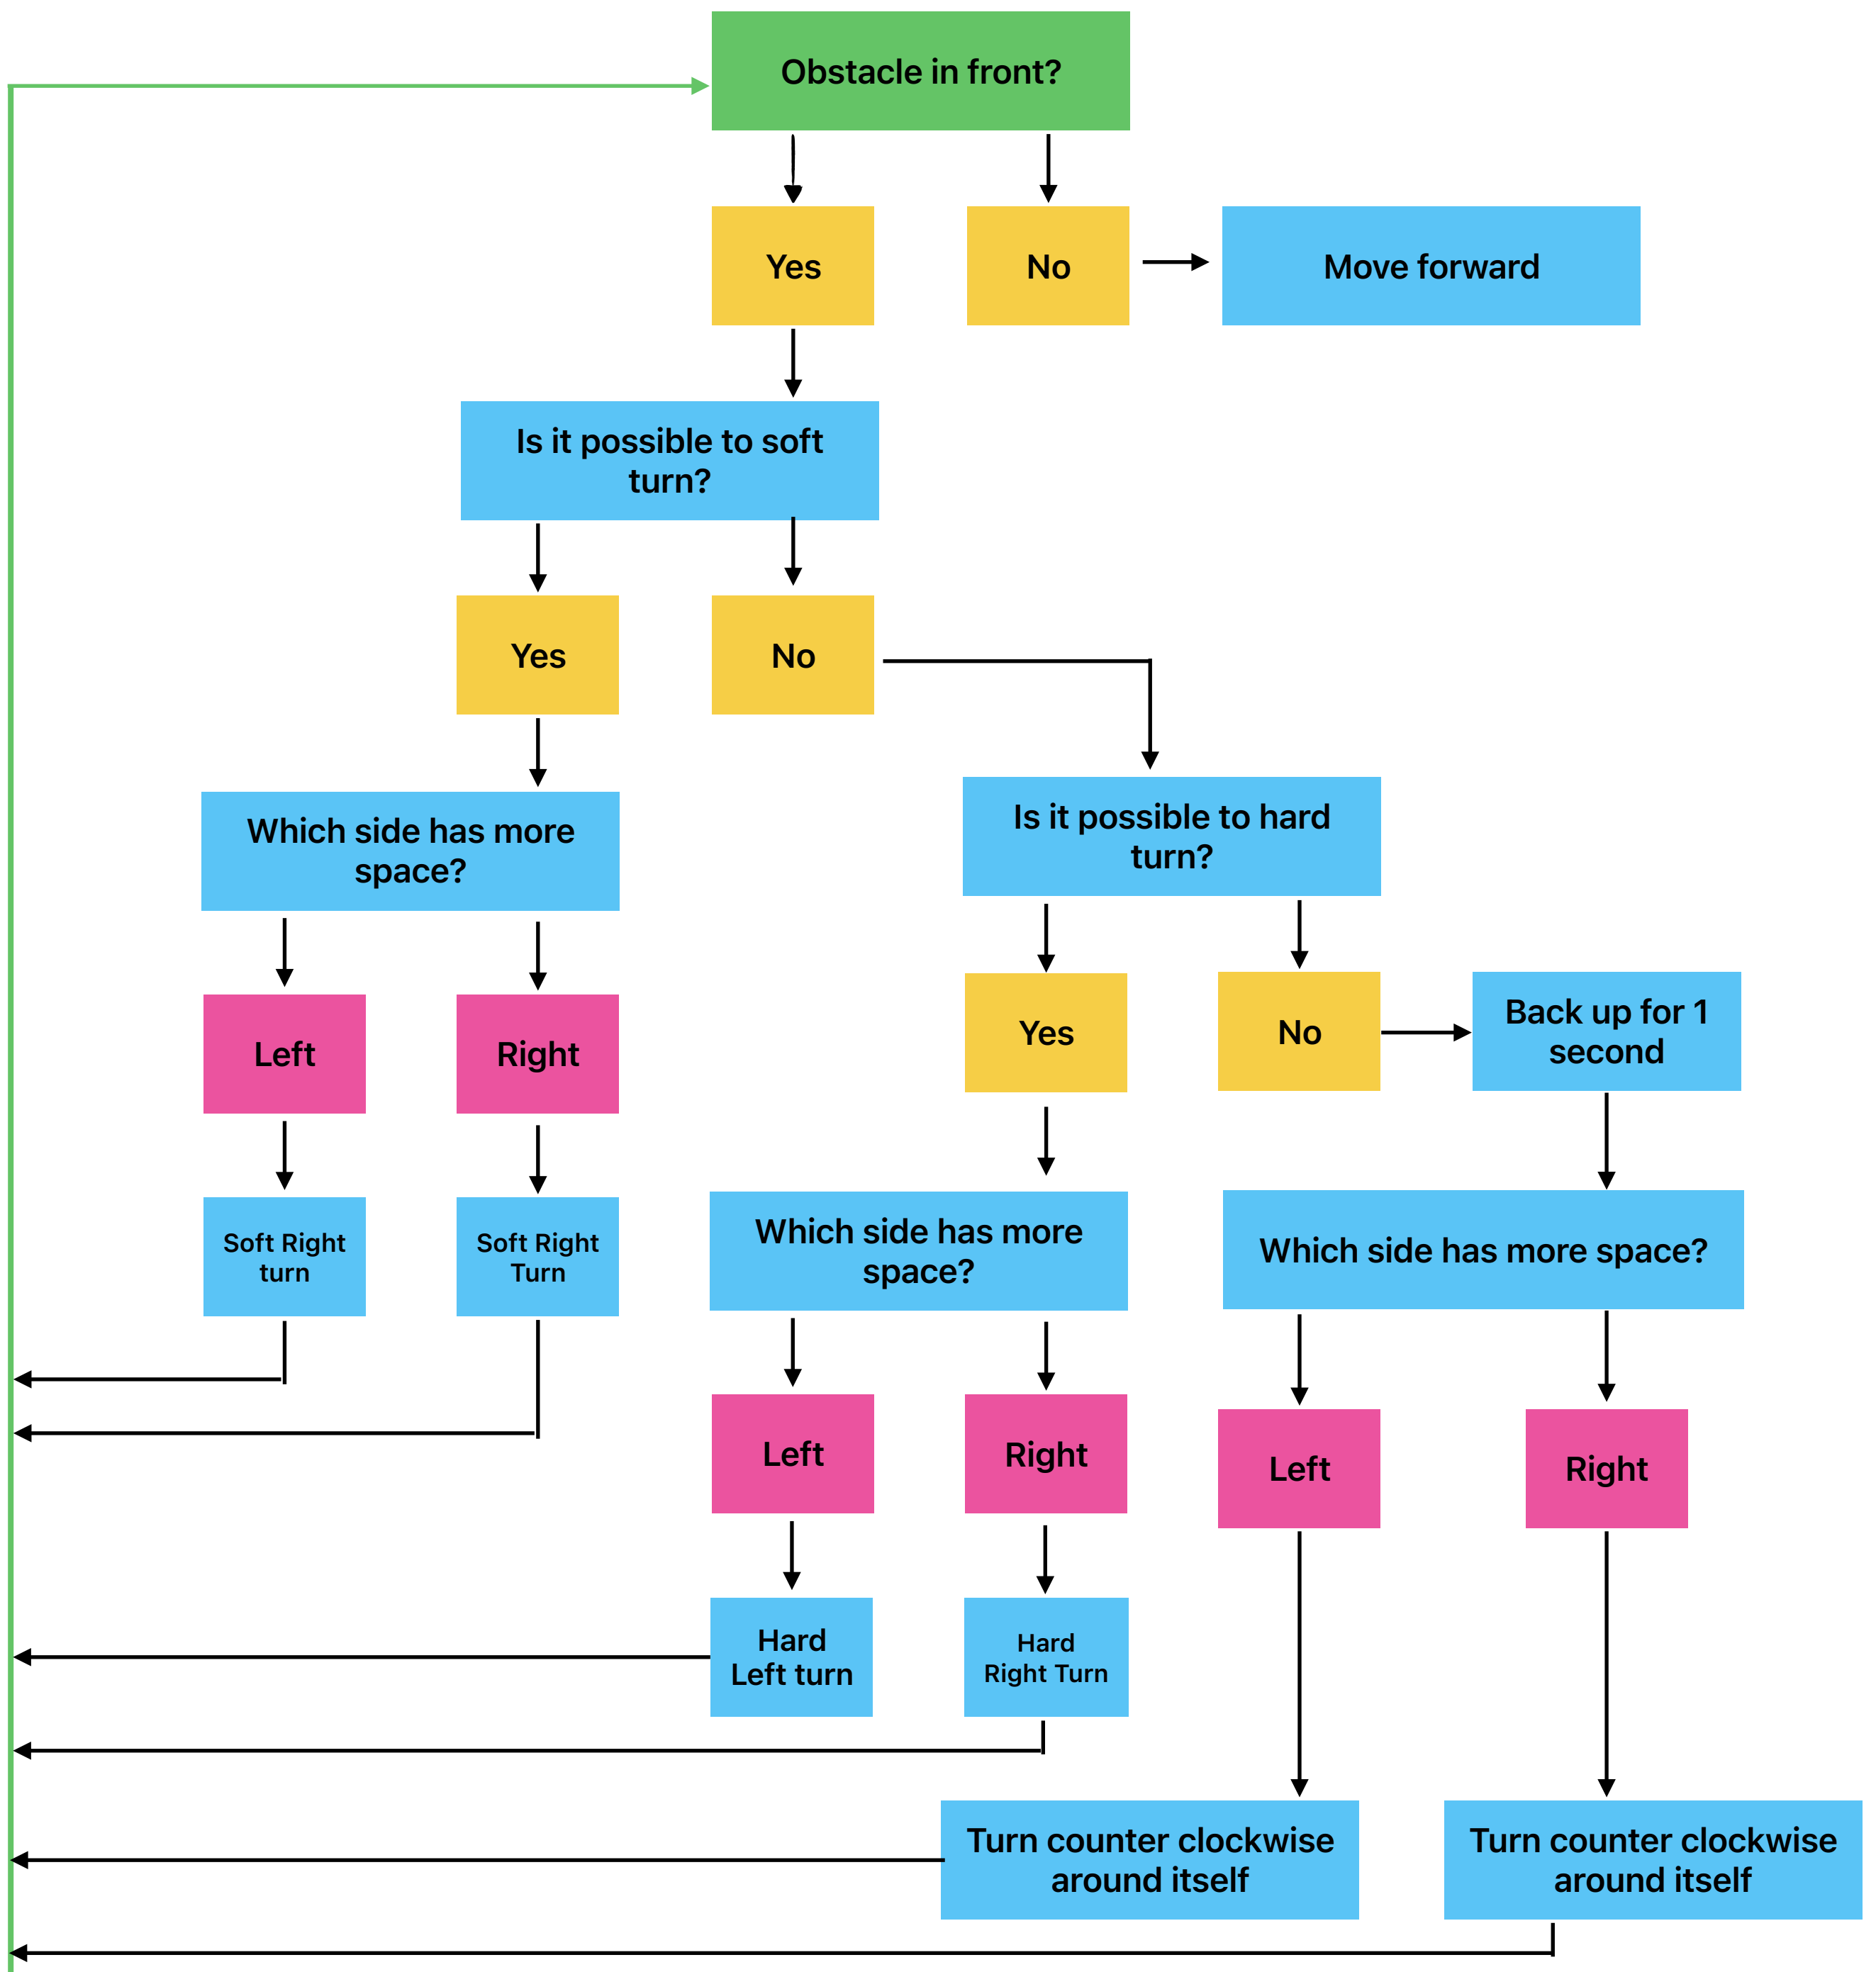 Obstacle in front?
Yes
No
Move forward
Is it possible to soft
turn?
Yes
No
Which side has more
space?
Is it possible to hard
turn?
Left
Right
Yes
No
Back up for 1
second
Soft Right
turn
Soft Right
Turn
Which side has more
space?
Which side has more space?
Left
Right
Left
Right
Hard
Left turn
Hard
Right Turn
Turn counter clockwise
around itself
Turn counter clockwise
around itself